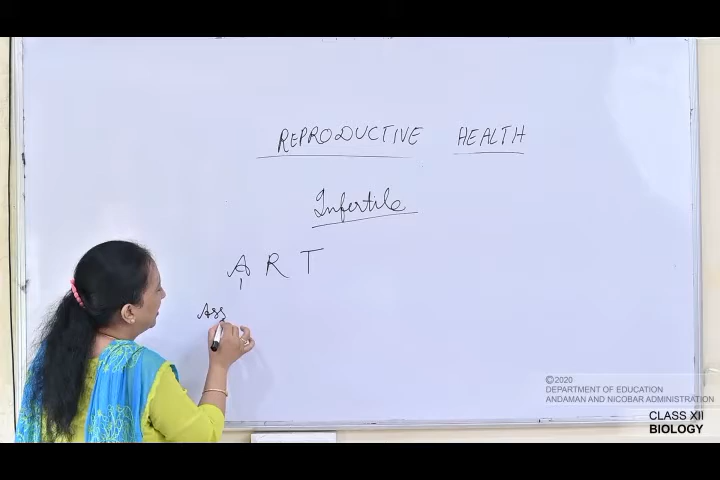 REPRODUCTIVE HEALTH
Infertile
A R T
Ass
©2020
DEPARTMENT OF EDUCATION
ANDAMAN AND NICOBAR ADMINISTRATION
CLASS XII
BIOLOGY